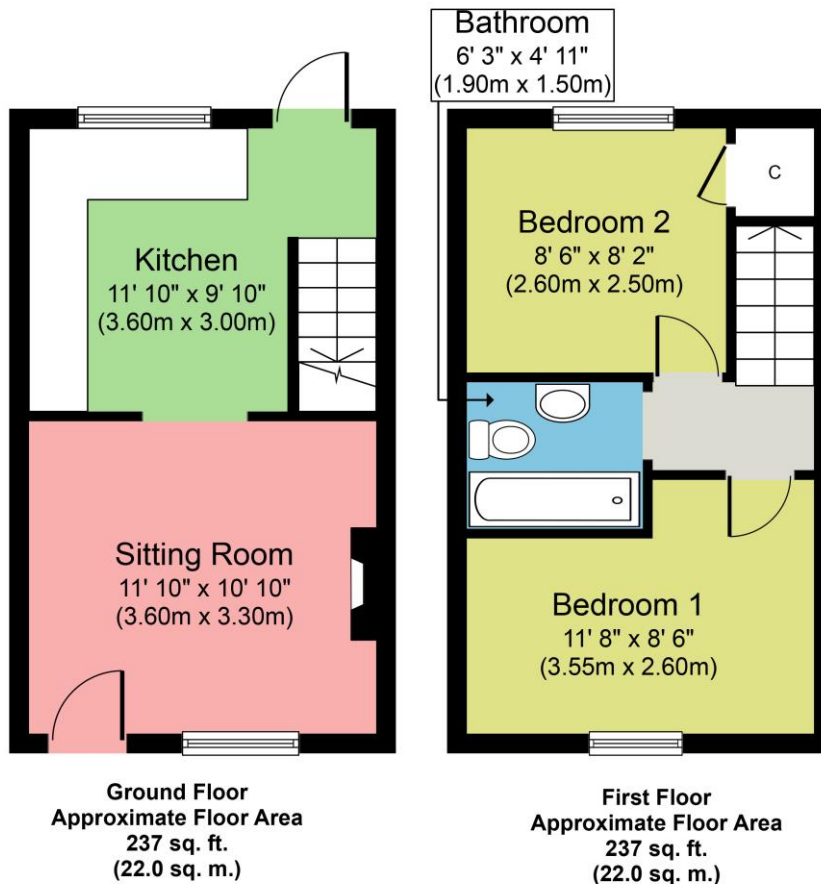 Bathroom
6' 3" x 4' 11"
(1.90m x 1.50m)
Kitchen
11' 10" x 9' 10"
(3.60m x 3.00m)
Sitting Room
11' 10" x 10' 10"
(3.60m x 3.30m)
Ground Floor
Approximate Floor Area
237 sq. ft.
(22.0 sq. m.)
C
Bedroom 2
8' 6" x 8' 2"
(2.60m x 2.50m)
Bedroom 1
11' 8" x 8' 6"
(3.55m x 2.60m)
First Floor
Approximate Floor Area
237 sq. ft.
(22.0 sq. m.)